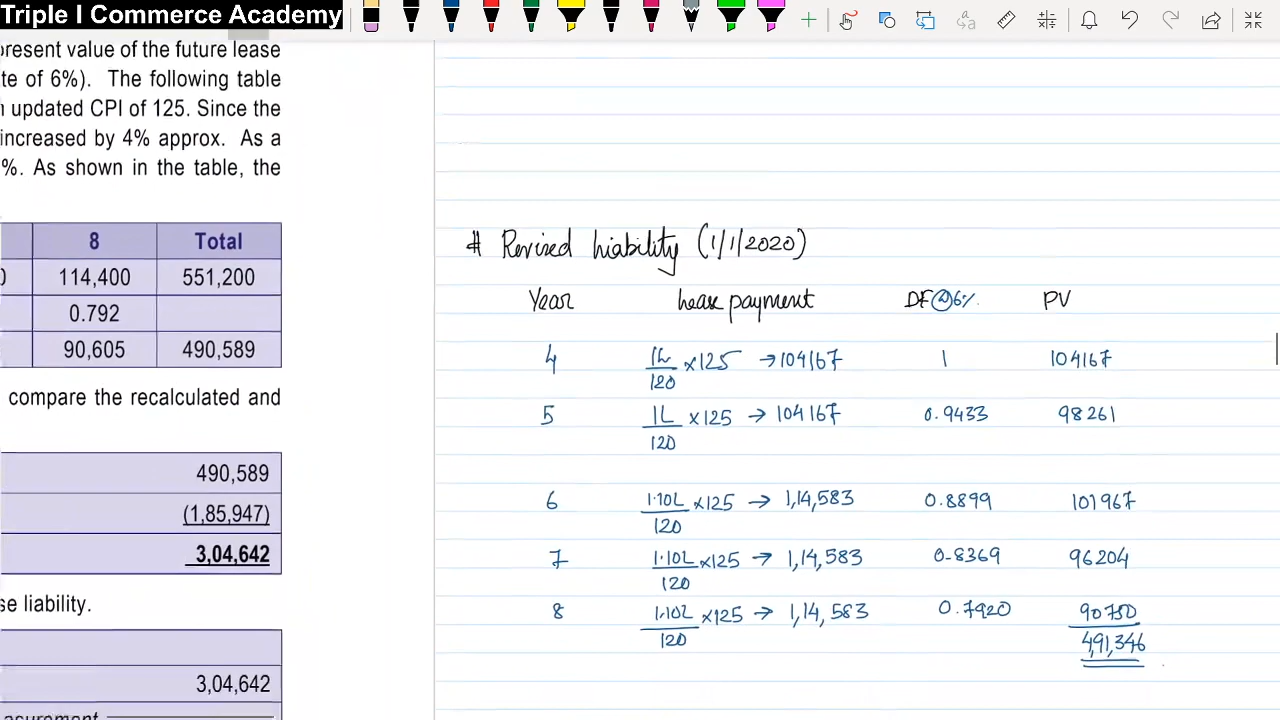 Triple I Commerce Academy
present value of the future lease
te of 6%). The following table
updated CPI of 125. Since the
increased by 4% approx. As a
%. As shown in the table, the
8 Total
0 114,400 551,200
0.792
90,605 490,589
compare the recalculated and
490,589
(1,85,947)
3,04,642
se liability.
3,04,642
# Revised liability (1/1/2020)
Year Lease payment DF@6% PV
4 1L/120 ×125 → 104167 1 104167
5 1L/120 ×125 → 104167 0.9433 98261
6 1.10L/120 ×125 → 1,14,583 0.8899 101967
7 1.10L/120 ×125 → 1,14,583 0.8369 96204
8 1.10L/120 ×125 → 1,14,583 0.7920 90750
4,91,346